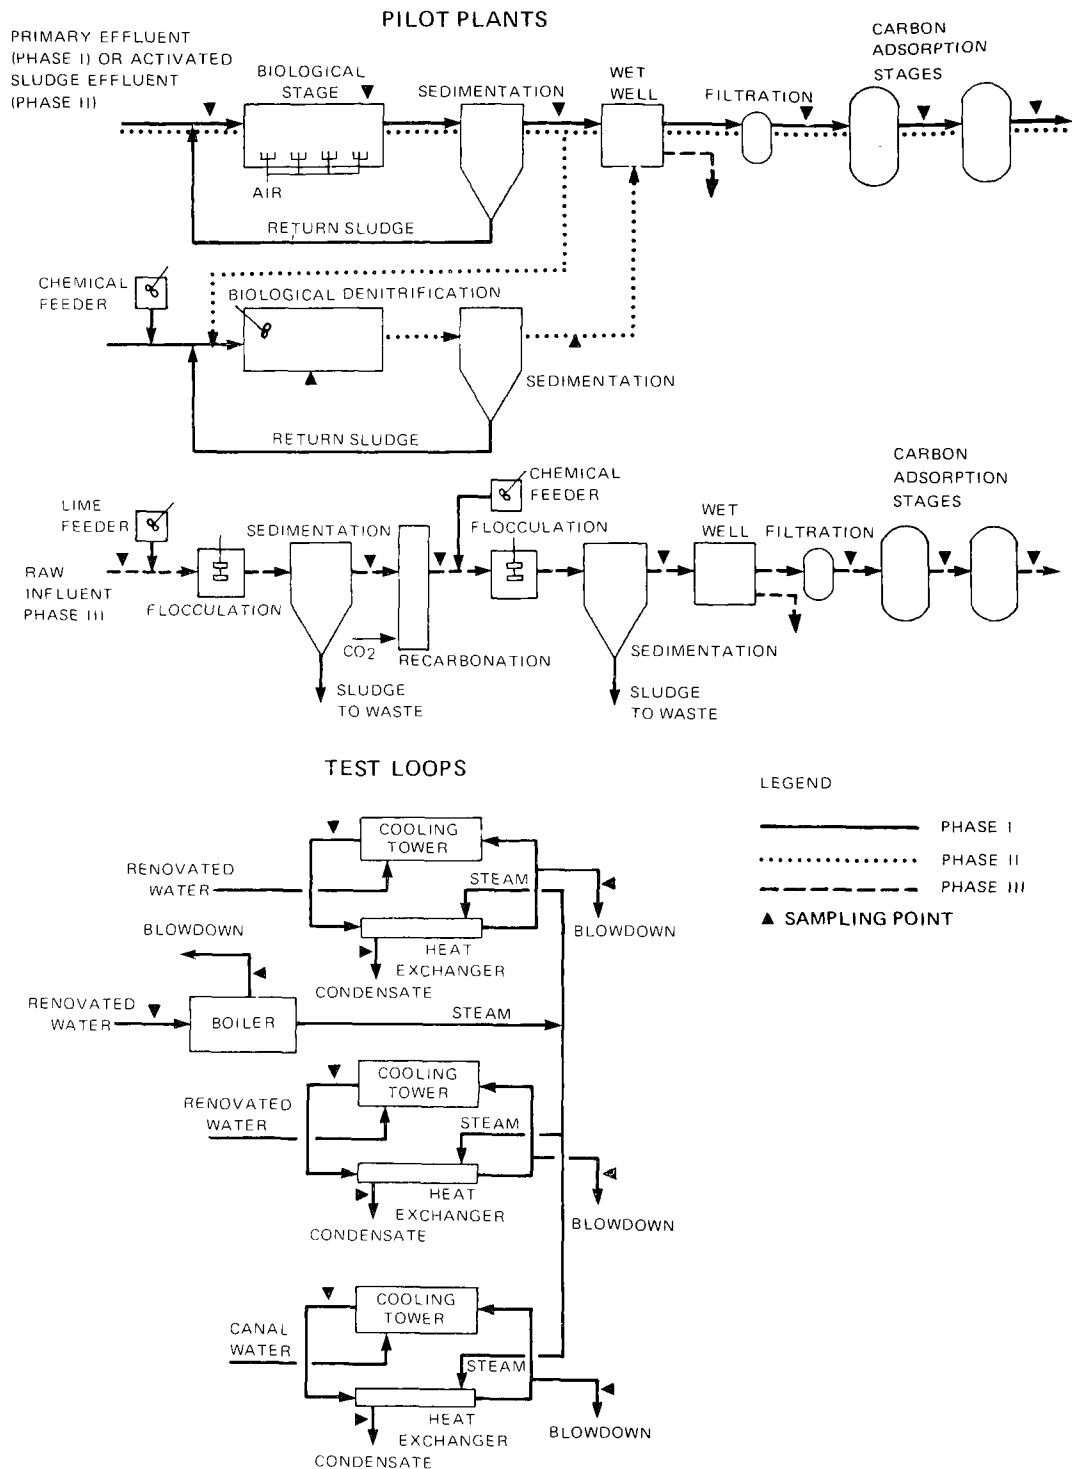 PILOT PLANTS
PRIMARY EFFLUENT
(PHASE I) OR ACTIVATED
SLUDGE EFFLUENT
(PHASE II)
BIOLOGICAL
STAGE
SEDIMENTATION
WET
WELL
FILTRATION
CARBON
ADSORPTION
STAGES
AIR
RETURN SLUDGE
CHEMICAL
FEEDER
BIOLOGICAL DENITRIFICATION
SEDIMENTATION
RETURN SLUDGE
LIME
FEEDER
SEDIMENTATION
CHEMICAL
FEEDER
FLOCCULATION
WET
WELL
FILTRATION
CARBON
ADSORPTION
STAGES
RAW
INFLUENT
PHASE III
FLOCCULATION
CO2
RECARBONATION
SEDIMENTATION
SLUDGE
TO WASTE
SLUDGE
TO WASTE
TEST LOOPS
LEGEND
PHASE I
PHASE II
PHASE III
▲ SAMPLING POINT
COOLING
TOWER
RENOVATED
WATER
STEAM
BLOWDOWN
HEAT
EXCHANGER
CONDENSATE
BLOWDOWN
RENOVATED
WATER
BOILER
STEAM
COOLING
TOWER
RENOVATED
WATER
STEAM
HEAT
EXCHANGER
CONDENSATE
BLOWDOWN
COOLING
TOWER
CANAL
WATER
STEAM
HEAT
EXCHANGER
CONDENSATE
BLOWDOWN